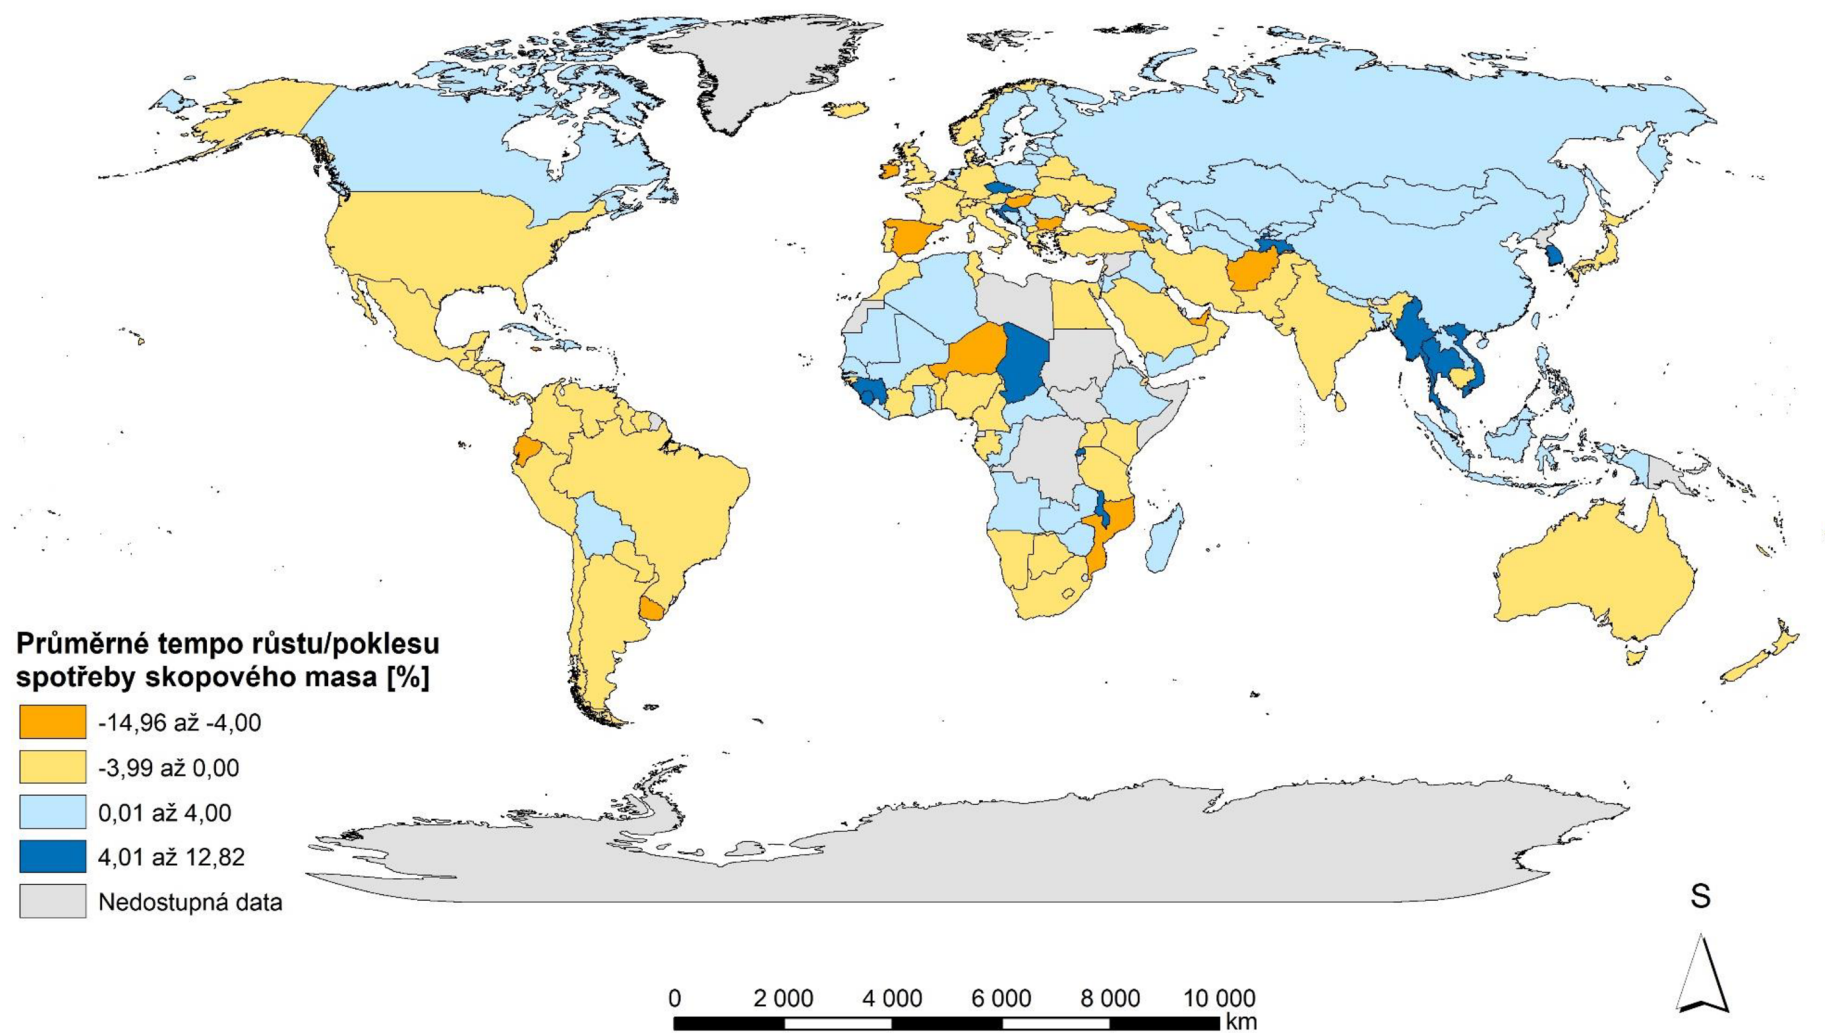 Průměrné tempo růstu/poklesu
spotřeby skopového masa [%]
-14,96 až -4,00
-3,99 až 0,00
0,01 až 4,00
4,01 až 12,82
Nedostupná data
S
0 2 000 4 000 6 000 8 000 10 000
km